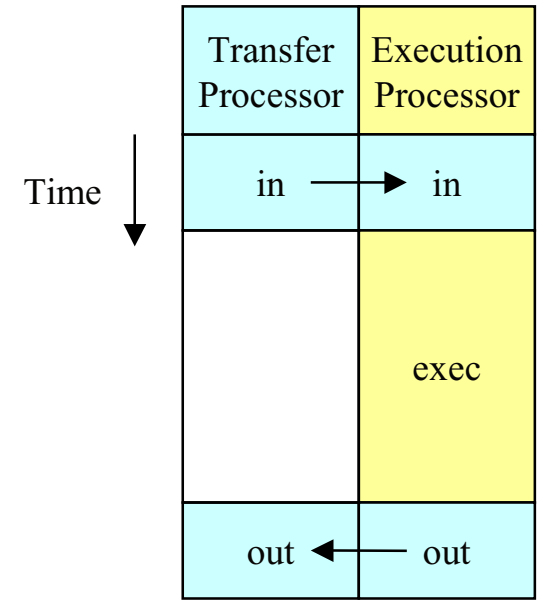 Transfer
Processor
Execution
Processor
Time
in
in
exec
out
out